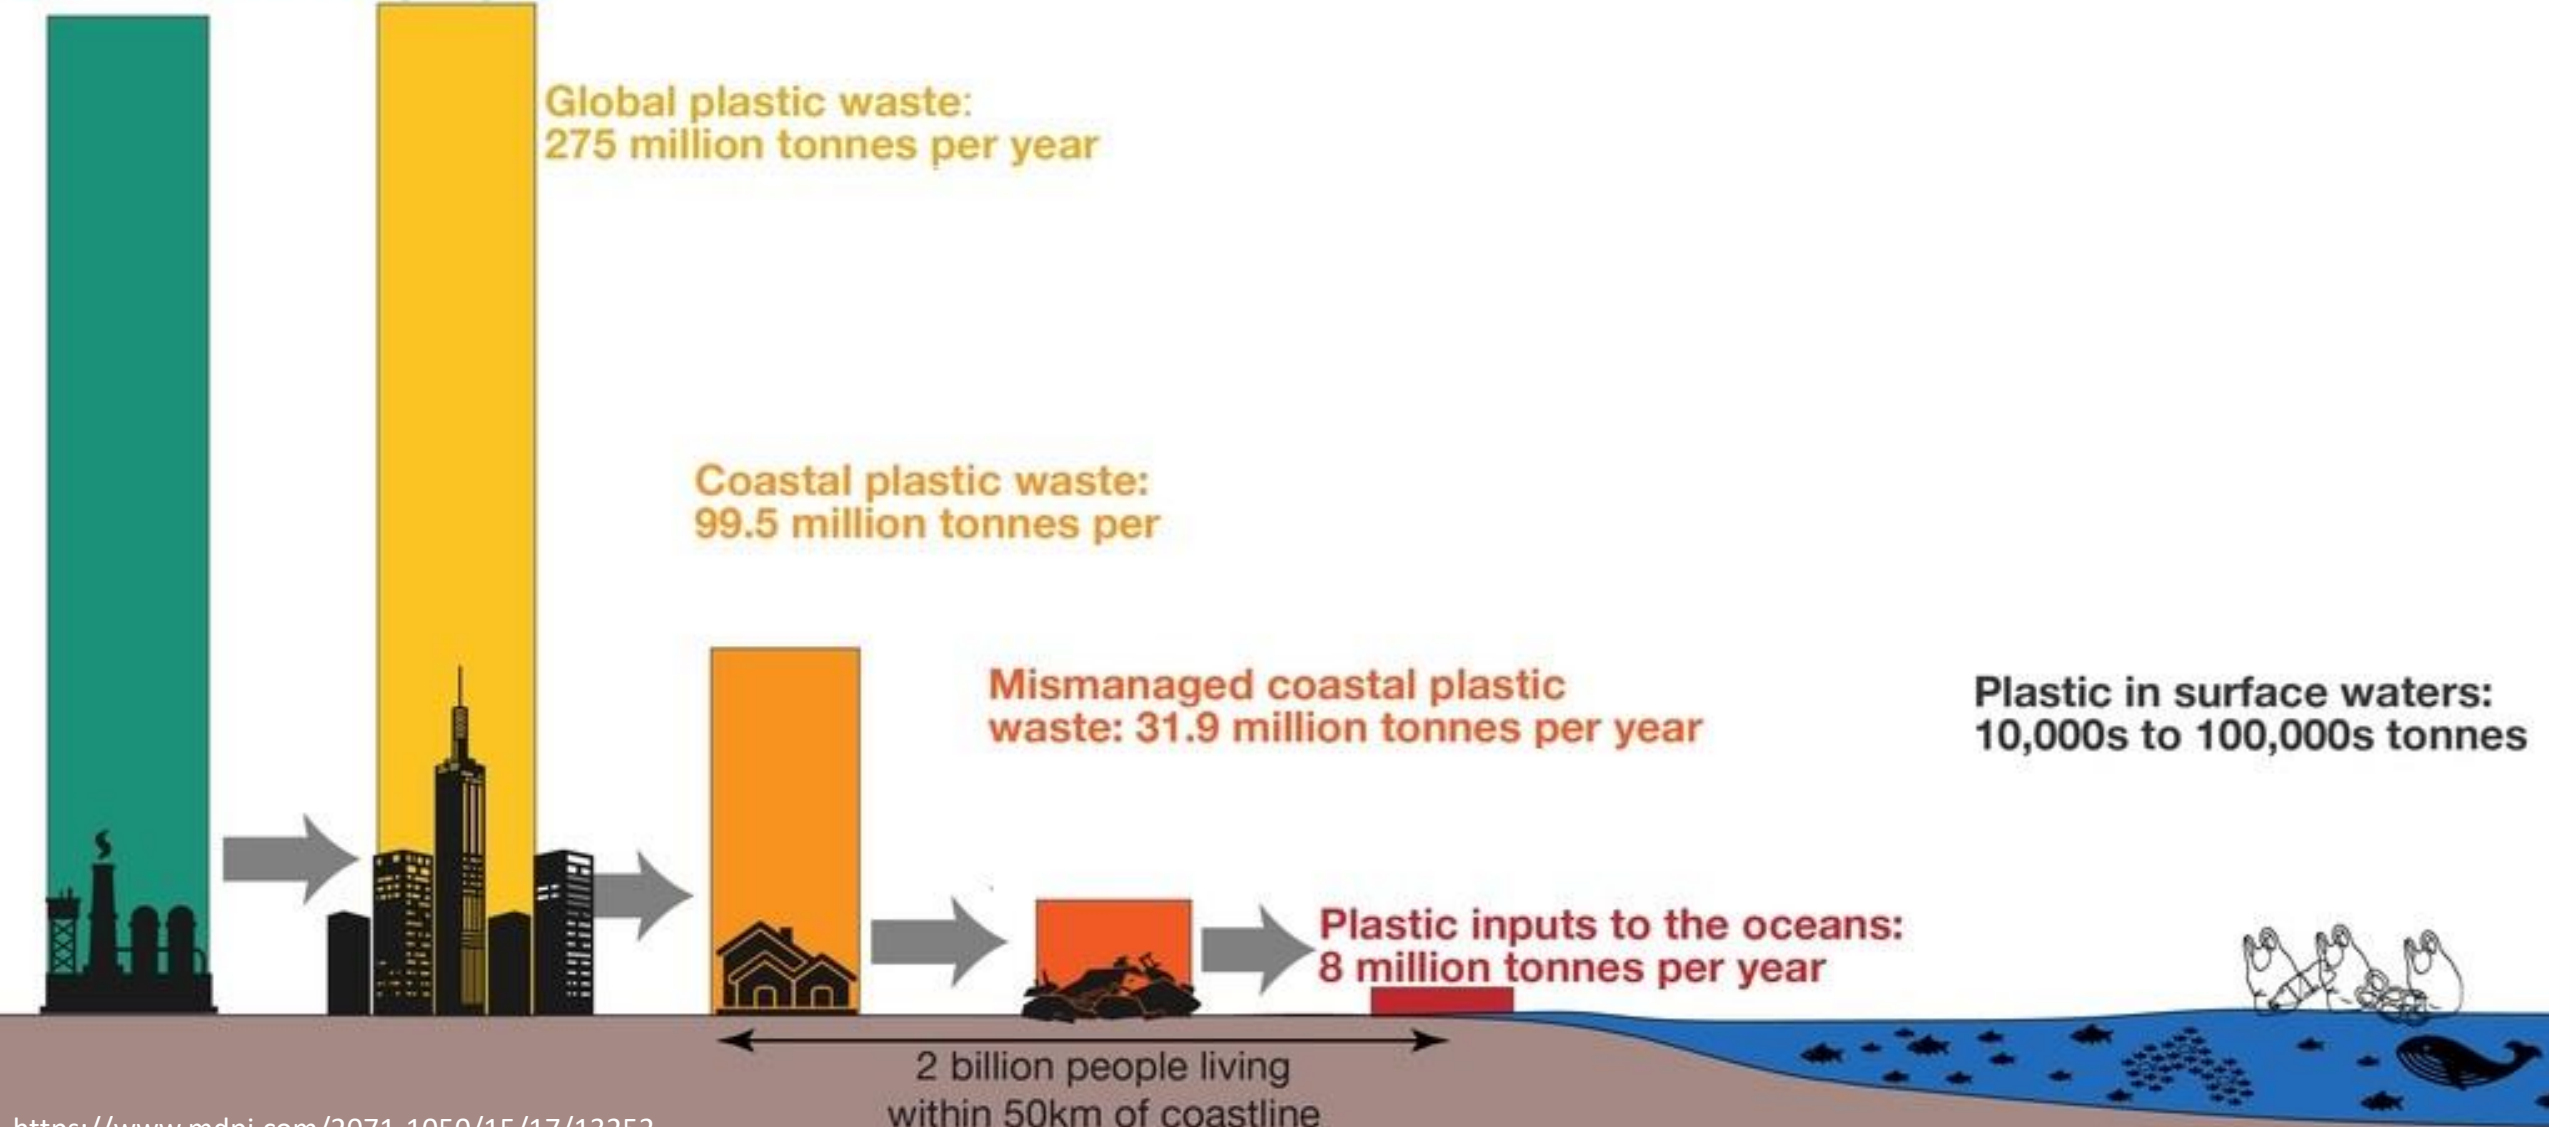 Global plastic waste:
275 million tonnes per year
Coastal plastic waste:
99.5 million tonnes per
Mismanaged coastal plastic
waste: 31.9 million tonnes per year
Plastic in surface waters:
10,000s to 100,000s tonnes
Plastic inputs to the oceans:
8 million tonnes per year
2 billion people living
within 50km of coastline